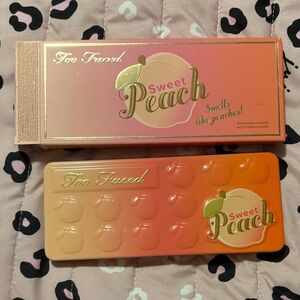 Too Faced
Sweet
Peach
Smells
like peaches!
Too Faced
Sweet
Peach